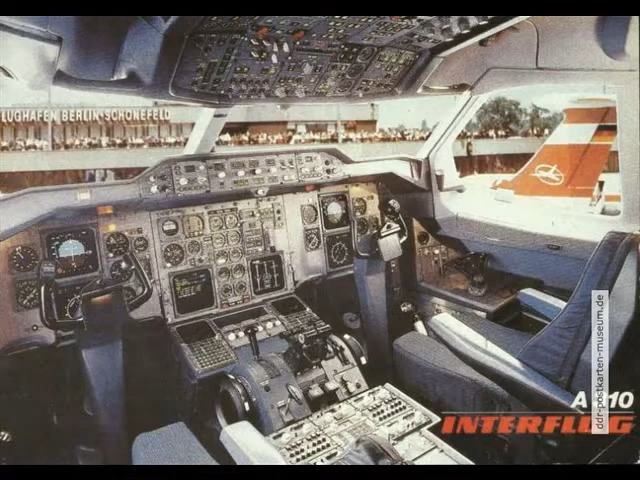 FLUGHAFEN BERLIN-SCHÖNEFELD
A310
INTERFLUG
ddr-postkarten-museum.de